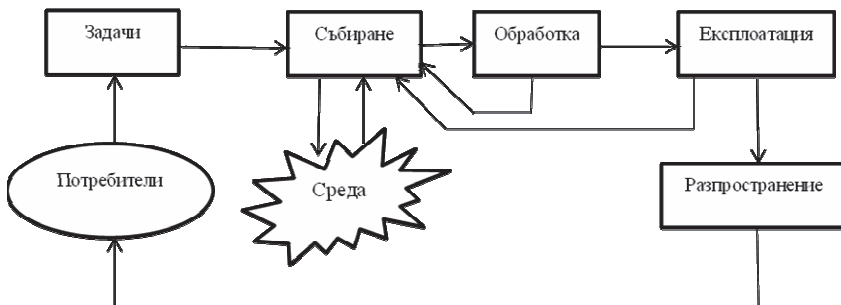 Задачи
Събиране
Обработка
Експлоатация
Потребители
Среда
Разпространение